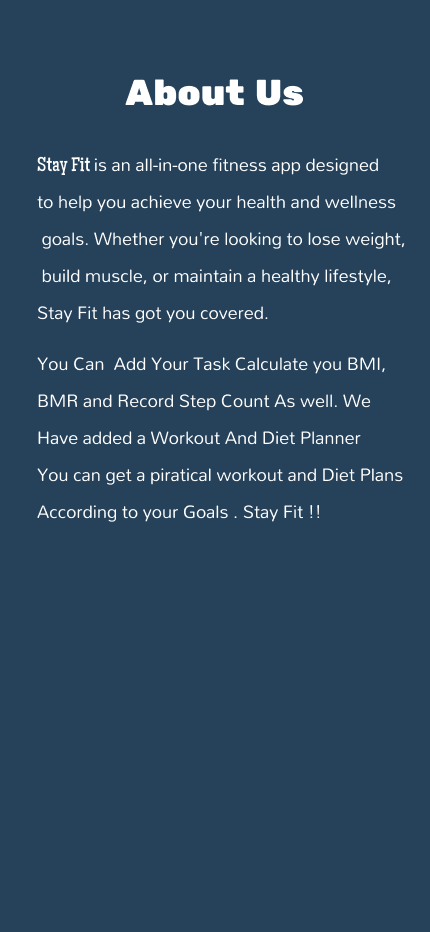 About Us
Stay Fit is an all-in-one fitness app designed
to help you achieve your health and wellness
goals. Whether you're looking to lose weight,
build muscle, or maintain a healthy lifestyle,
Stay Fit has got you covered.
You Can  Add Your Task Calculate you BMI,
BMR and Record Step Count As well. We
Have added a Workout And Diet Planner
You can get a piratical workout and Diet Plans
According to your Goals . Stay Fit !!